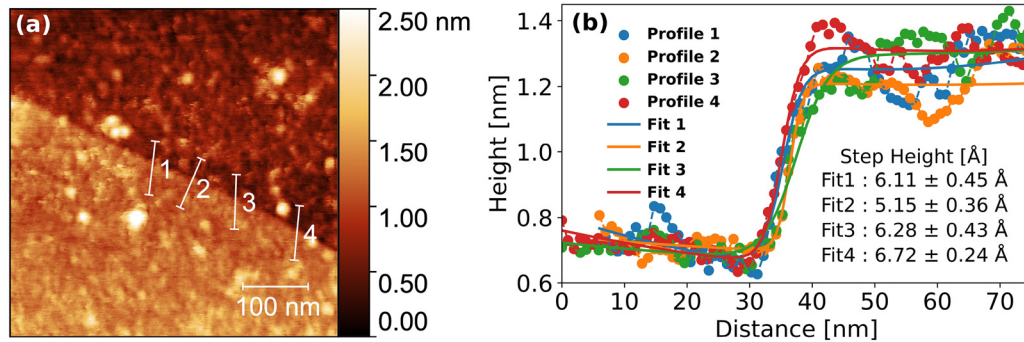 (a)
2.50 nm
2.00
1.50
1.00
0.50
0.00
1
2
3
4
100 nm
(b)
Height [nm]
1.4
1.2
1.0
0.8
0.6
Profile 1
Profile 2
Profile 3
Profile 4
Fit 1
Fit 2
Fit 3
Fit 4
Step Height [Å]
Fit1 : 6.11 ± 0.45 Å
Fit2 : 5.15 ± 0.36 Å
Fit3 : 6.28 ± 0.43 Å
Fit4 : 6.72 ± 0.24 Å
0 10 20 30 40 50 60 70
Distance [nm]